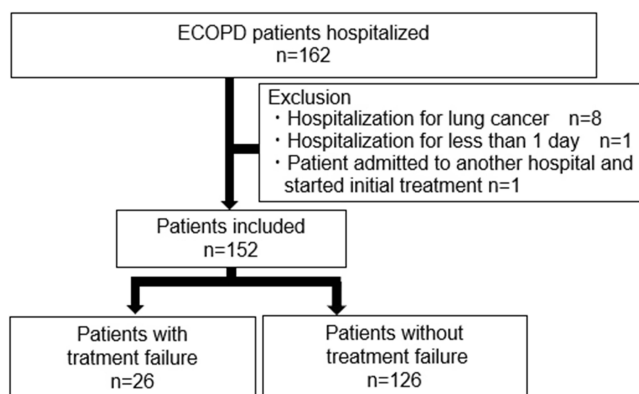 ECOPD patients hospitalized
n=162
Exclusion
・Hospitalization for lung cancer n=8
・Hospitalization for less than 1 day n=1
・Patient admitted to another hospital and
started initial treatment n=1
Patients included
n=152
Patients with
tratment failure
n=26
Patients without
treatment failure
n=126